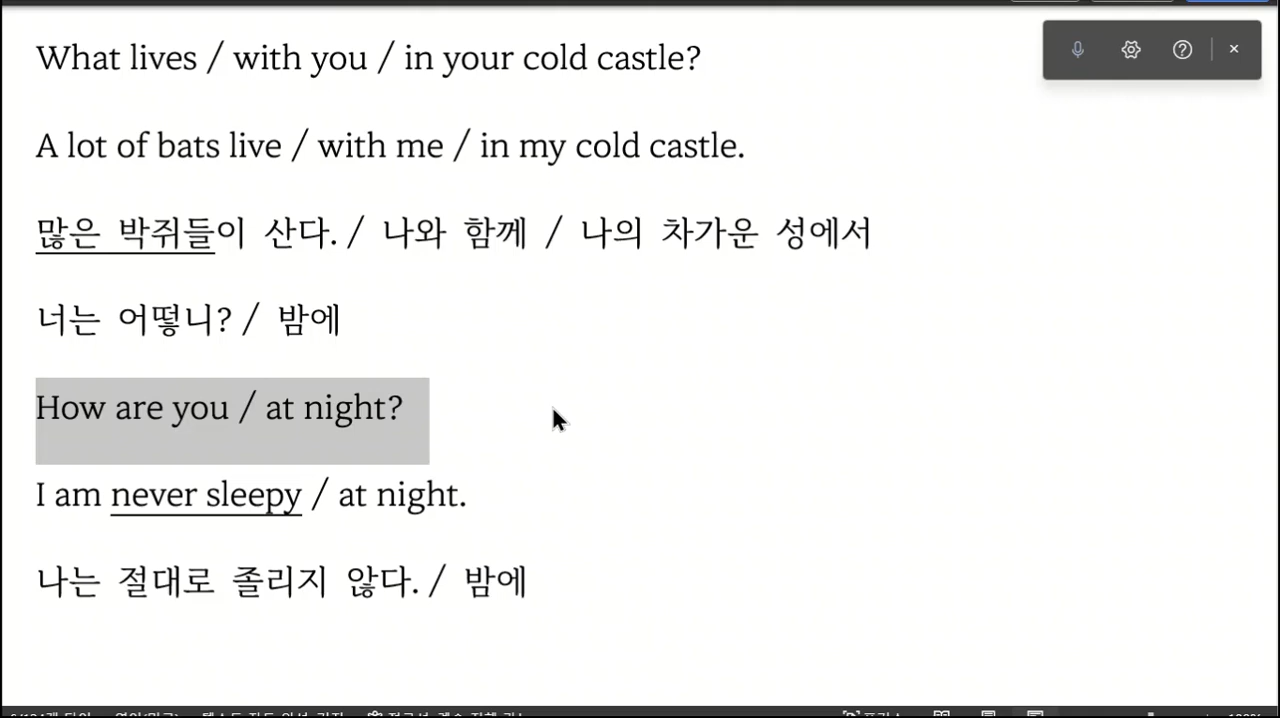 What lives / with you / in your cold castle?
A lot of bats live / with me / in my cold castle.
많은 박쥐들이 산다. / 나와 함께 / 나의 차가운 성에서
너는 어떻니? / 밤에
How are you / at night?
I am never sleepy / at night.
나는 절대로 졸리지 않다. / 밤에